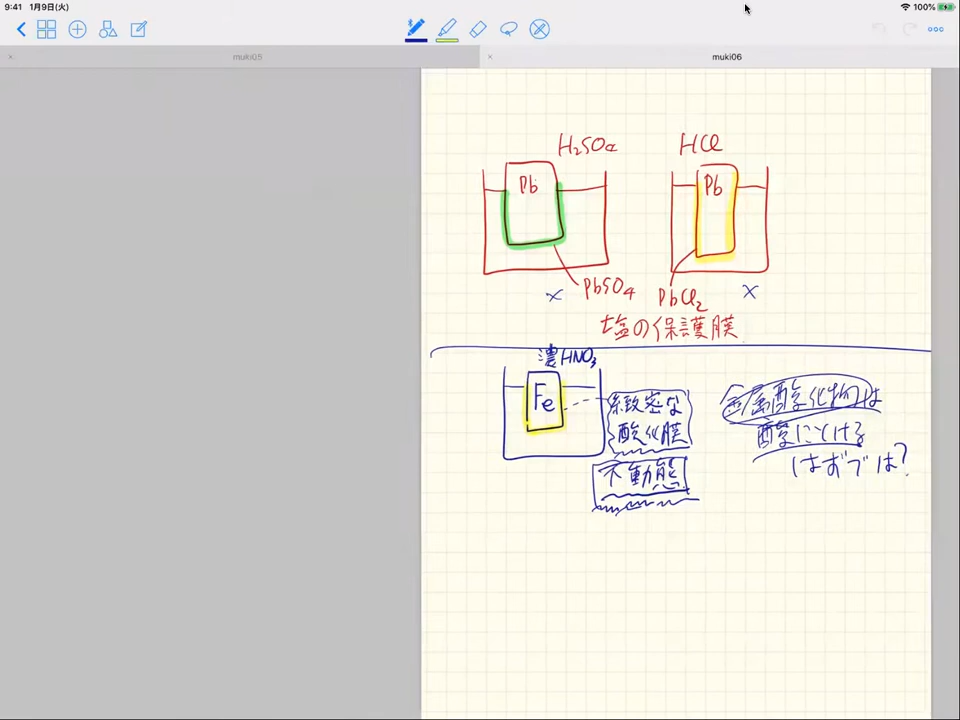 9:41 1月9日(火)
100%
muki05
muki06
H₂SO₄
HCl
Pb
Pb
PbSO₄
PbCl₂
×
×
塩の保護膜
濃HNO₃
Fe
緻密な
酸化膜
不動態
金属酸化物は
酸にとける
はずでは?